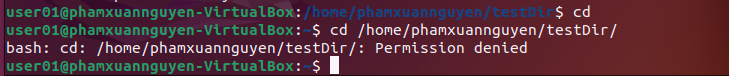 user01@phamxuannguyen-VirtualBox:/home/phamxuannguyen/testDir$ cd
user01@phamxuannguyen-VirtualBox:~$ cd /home/phamxuannguyen/testDir/
bash: cd: /home/phamxuannguyen/testDir/: Permission denied
user01@phamxuannguyen-VirtualBox:~$